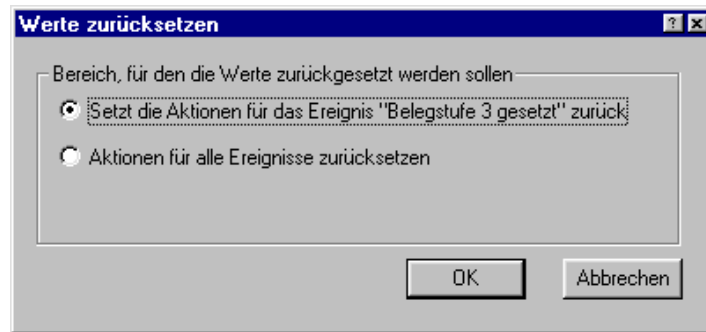 Werte zurücksetzen
Bereich, für den die Werte zurückgesetzt werden sollen
Setzt die Aktionen für das Ereignis "Belegstufe 3 gesetzt" zurück
Aktionen für alle Ereignisse zurücksetzen
OK Abbrechen